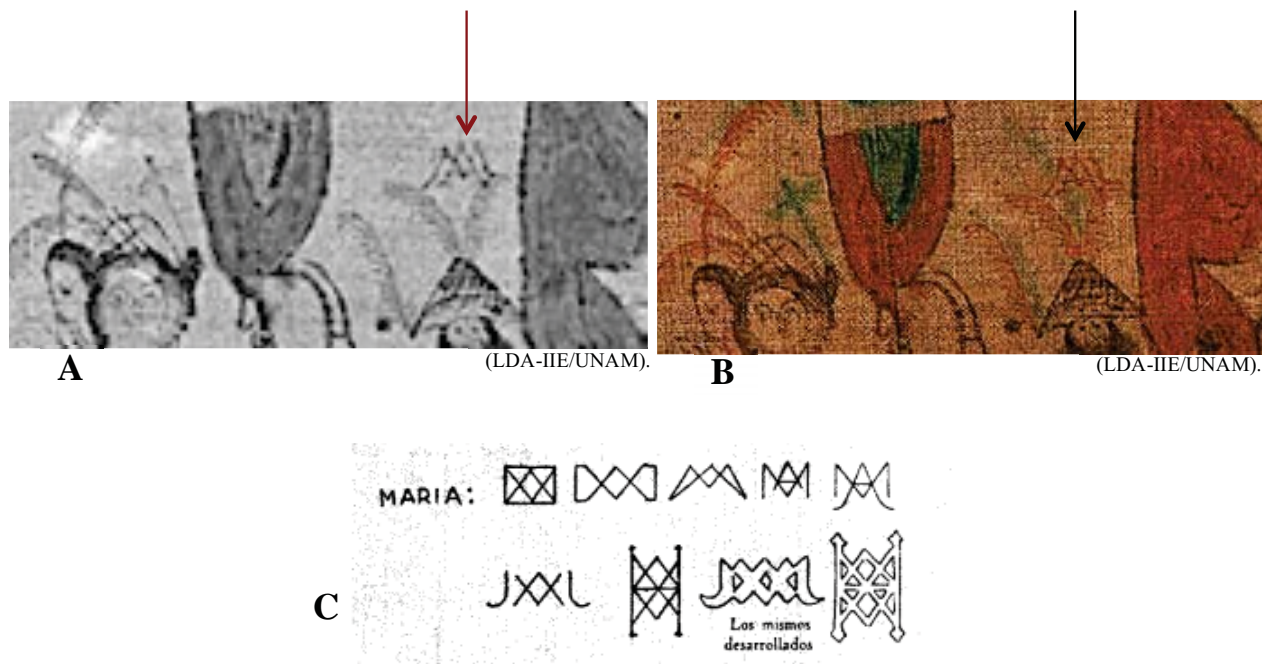 (LDA-IIE/UNAM).
A
(LDA-IIE/UNAM).
B
MARIA:
C
Los mismos
desarrollados